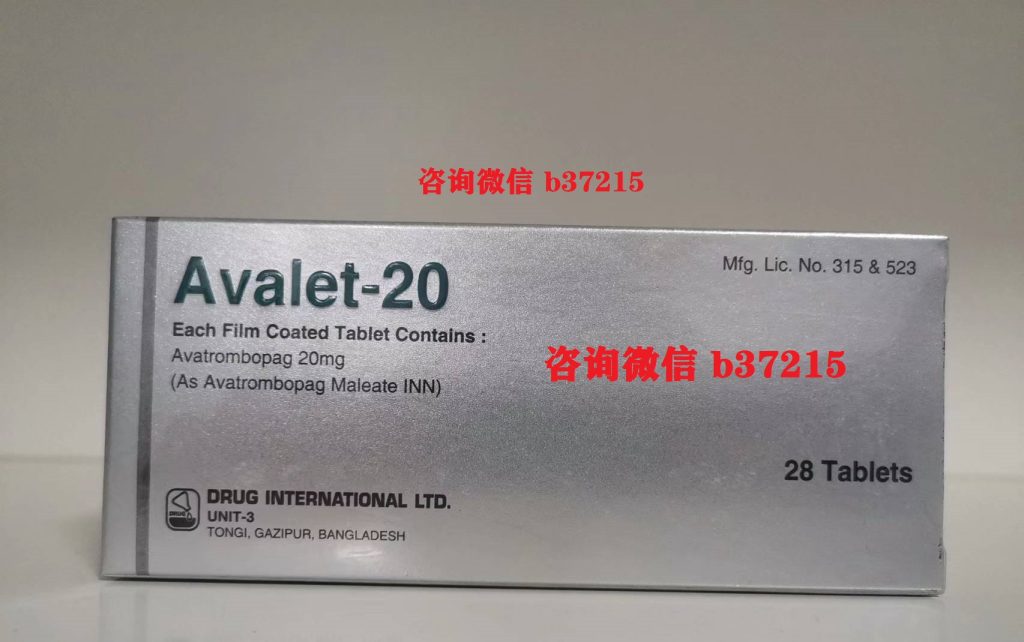 咨询微信 b37215
Avalet-20
Mfg. Lic. No. 315 & 523
Each Film Coated Tablet Contains :
Avatrombopag 20mg
(As Avatrombopag Maleate INN)
咨询微信 b37215
28 Tablets
DRUG
DRUG INTERNATIONAL LTD.
UNIT-3
TONGI, GAZIPUR, BANGLADESH